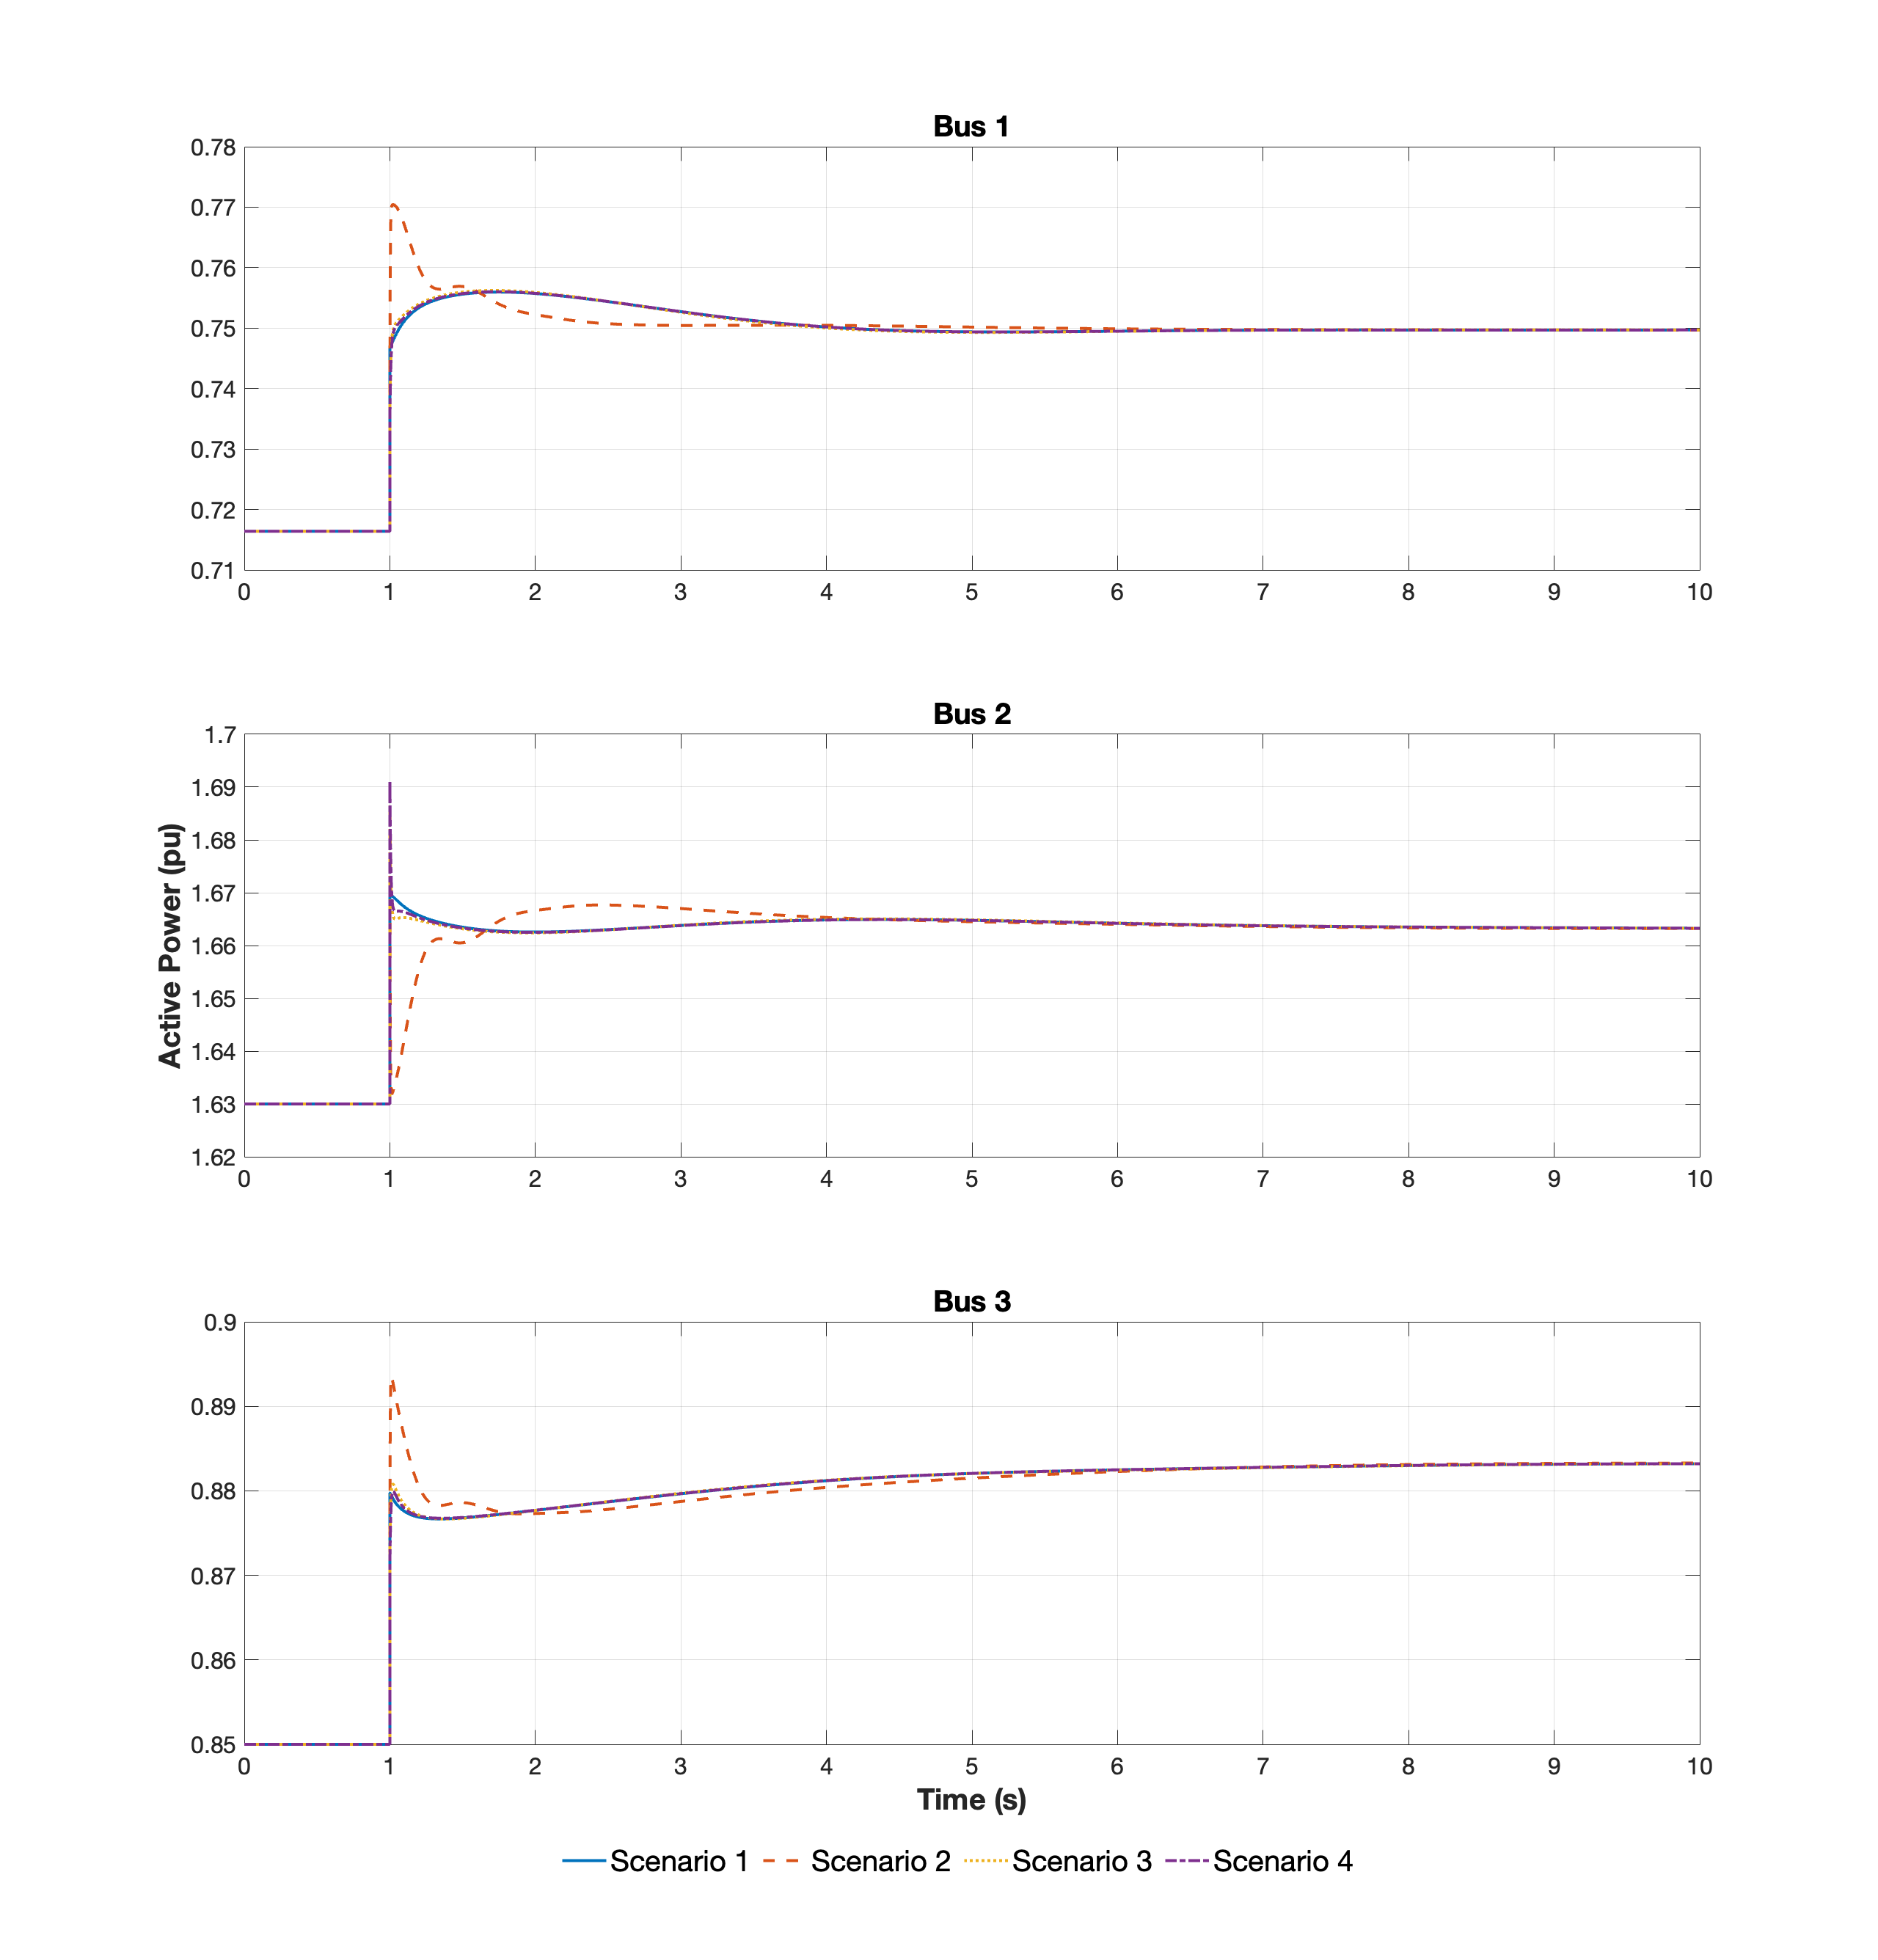 Bus 1
0.78
0.77
0.76
0.75
0.74
0.73
0.72
0.71
0 1 2 3 4 5 6 7 8 9 10
Bus 2
Active Power (pu)
1.7
1.69
1.68
1.67
1.66
1.65
1.64
1.63
1.62
0 1 2 3 4 5 6 7 8 9 10
Bus 3
0.9
0.89
0.88
0.87
0.86
0.85
0 1 2 3 4 5 6 7 8 9 10
Time (s)
Scenario 1 Scenario 2 Scenario 3 Scenario 4